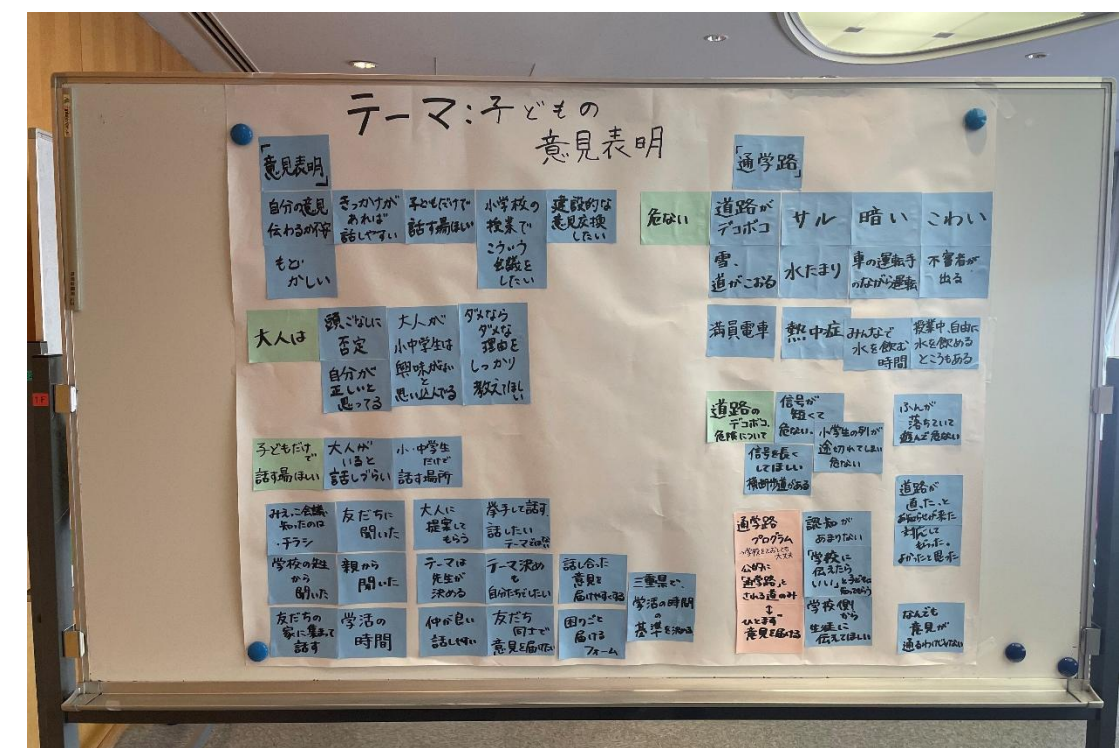 テーマ:子どもの
意見表明
「意見表明」
自分の意見
伝わるか不安
きっかけが
あれば
話しやすい
子どもだけで
話す場ほしい
小学校の
授業で
こういう
会議を
したい
建設的な
意見交換
したい
もど
かしい
大人は
頭ごなしに
否定
大人が
小中学生は
興味がない
と
思い込んでる
ダメなら
ダメな
理由を
しっかり
教えてほしい
自分が
正しいと
思ってる
子どもだけ
で
話す場ほしい
大人が
いると
話しづらい
小・中学生
だけで
話す場所
みえこ会議
知ったのは
・チラシ
友だちに
聞いた
大人に
提案して
もらう
挙手して話す
話したい
テーマではない
学校の先生
から
聞いた
親から
聞いた
テーマは
先生が
決める
テーマ決め
も
自分たちでしたい
話し合った
意見を
届けやすくする
三重県で、
学活の時間
の
基準を決める
友だちの
家に集まって
話す
学活の
時間
仲が良い
話しやすい
友だち
同士で
意見を届けたい
困りごと
届ける
フォーム
「通学路」
危ない
道路が
デコボコ
サル
暗い
こわい
雪、
道がこおる
水たまり
車の運転手
のながら運転
不審者が
出る
満員電車
熱中症
みんなで
水を飲む
時間
授業中、自由に
水を飲める
ところもある
道路の
デコボコ、
危険について
信号が
短くて
危ない。
小学生の列が
途切れてしまい
危ない
信号を長く
してほしい
横断歩道がある
ふんが
落ちていて
危ない
道路が
直った、と
お知らせが来た
対応して
もらった。
よかったと思った
通学路
プログラム
公的に
"通学路"と
される道のみ
ひとまず
意見を届ける
認知が
あまりない
「学校に
伝えたら
いい」と子どもに
知ってもらう
学校側
から
生徒に
伝えてほしい
なんでも
意見が
通るわけじゃない
1F